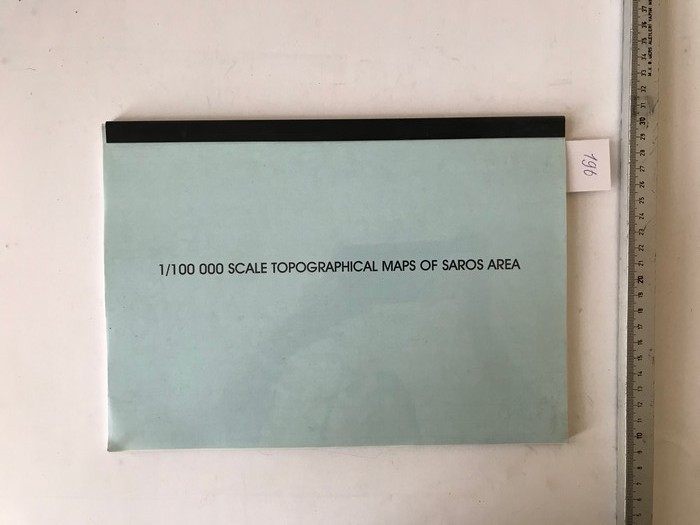 1/100 000 SCALE TOPOGRAPHICAL MAPS OF SAROS AREA
196